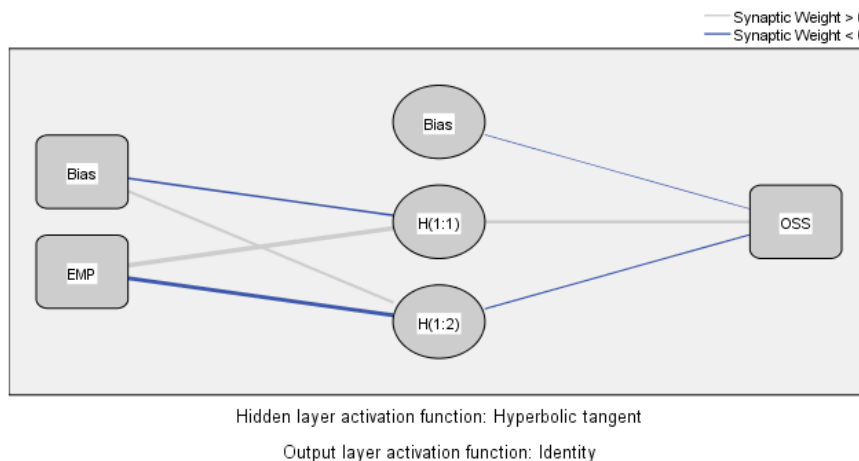 Synaptic Weight >
Synaptic Weight <
Bias
Bias
H(1:1)
OSS
EMP
H(1:2)
Hidden layer activation function: Hyperbolic tangent
Output layer activation function: Identity